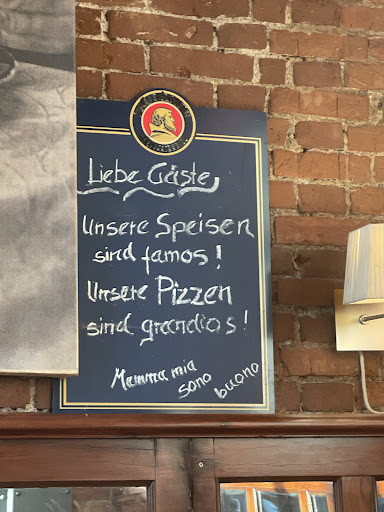 Liebe Gäste,
Unsere Speisen
sind famos!
Unsere Pizzen
sind grandios!
Mamma mia
sono buono